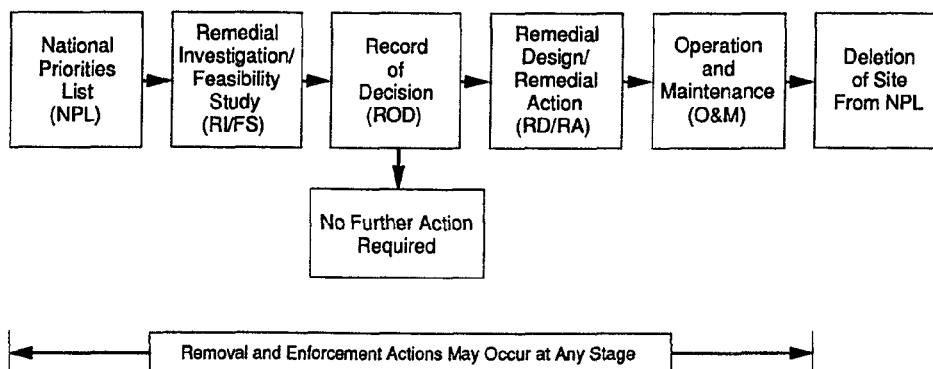 National
Priorities
List
(NPL)
Remedial
Investigation/
Feasibility
Study
(RI/FS)
Record
of
Decision
(ROD)
Remedial
Design/
Remedial
Action
(RD/RA)
Operation
and
Maintenance
(O&M)
Deletion
of Site
From NPL
No Further Action
Required
Removal and Enforcement Actions May Occur at Any Stage